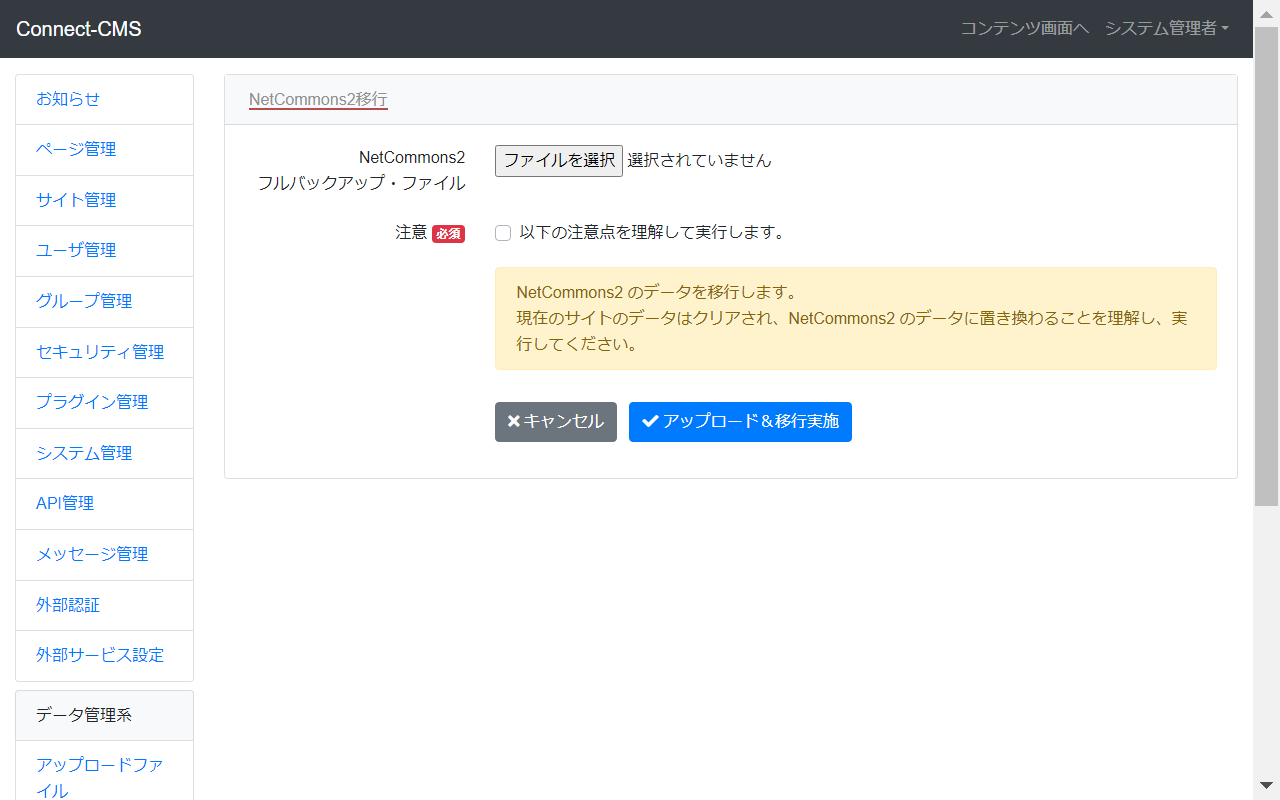 Connect-CMS
コンテンツ画面へ システム管理者
お知らせ
ページ管理
サイト管理
ユーザ管理
グループ管理
セキュリティ管理
プラグイン管理
システム管理
API管理
メッセージ管理
外部認証
外部サービス設定
データ管理系
アップロードファ
イル
NetCommons2移行
NetCommons2
フルバックアップ・ファイル
ファイルを選択 選択されていません
注意 必須
以下の注意点を理解して実行します。
NetCommons2 のデータを移行します。
現在のサイトのデータはクリアされ、NetCommons2 のデータに置き換わることを理解し、実
行してください。
キャンセル アップロード＆移行実施